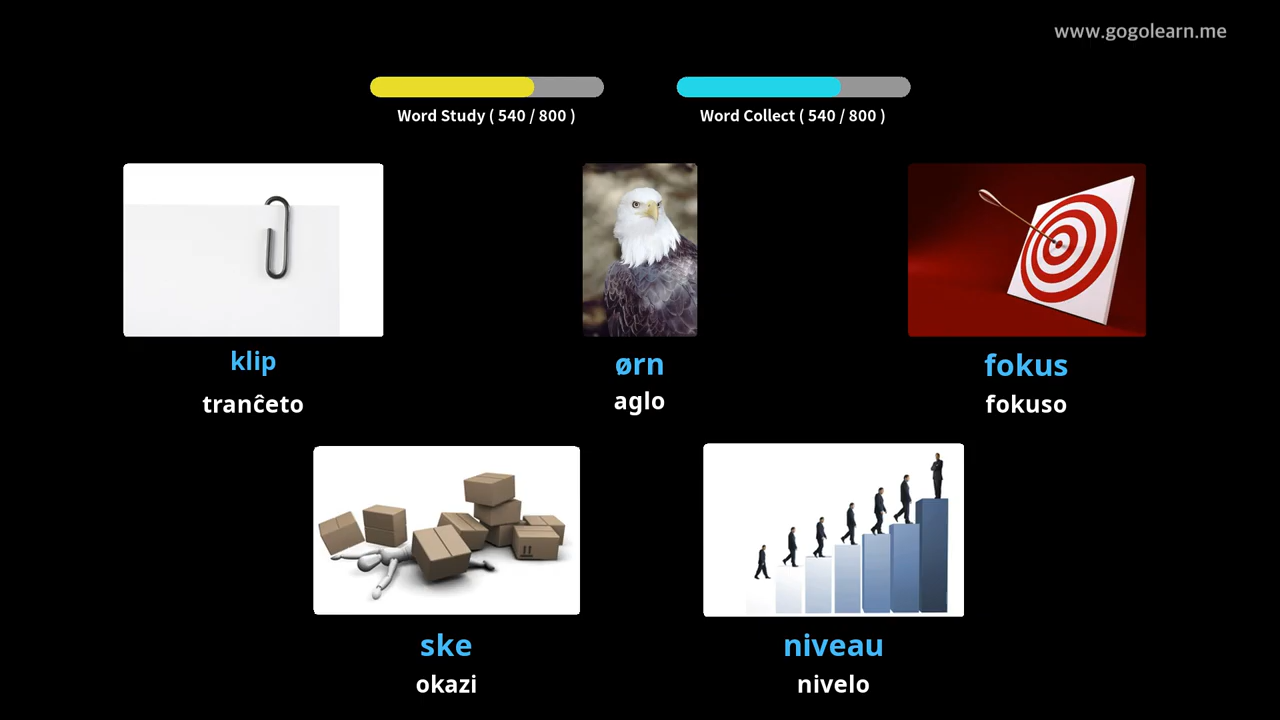 www.gogolearn.me
Word Study ( 540 / 800 )
Word Collect ( 540 / 800 )
klip
tranĉeto
ørn
aglo
fokus
fokuso
ske
okazi
niveau
nivelo